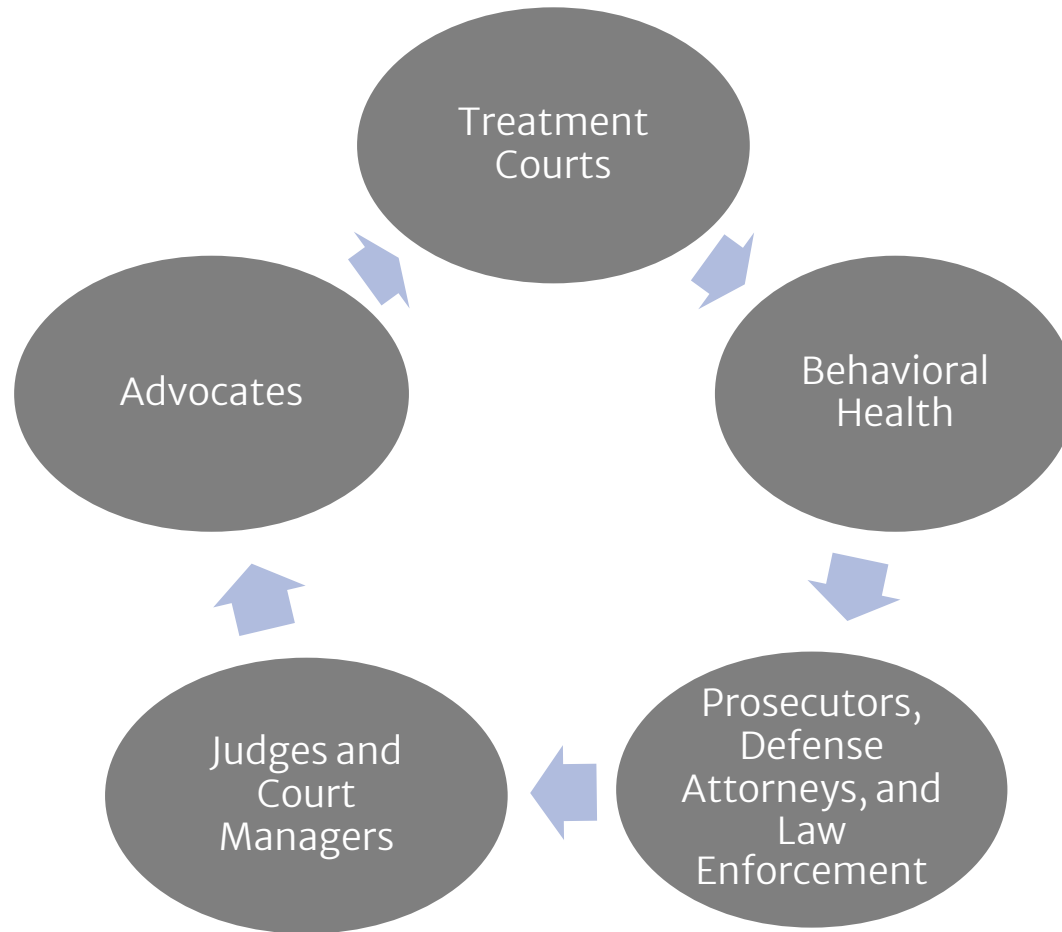 Treatment
Courts
Behavioral
Health
Prosecutors,
Defense
Attorneys, and
Law
Enforcement
Judges and
Court
Managers
Advocates